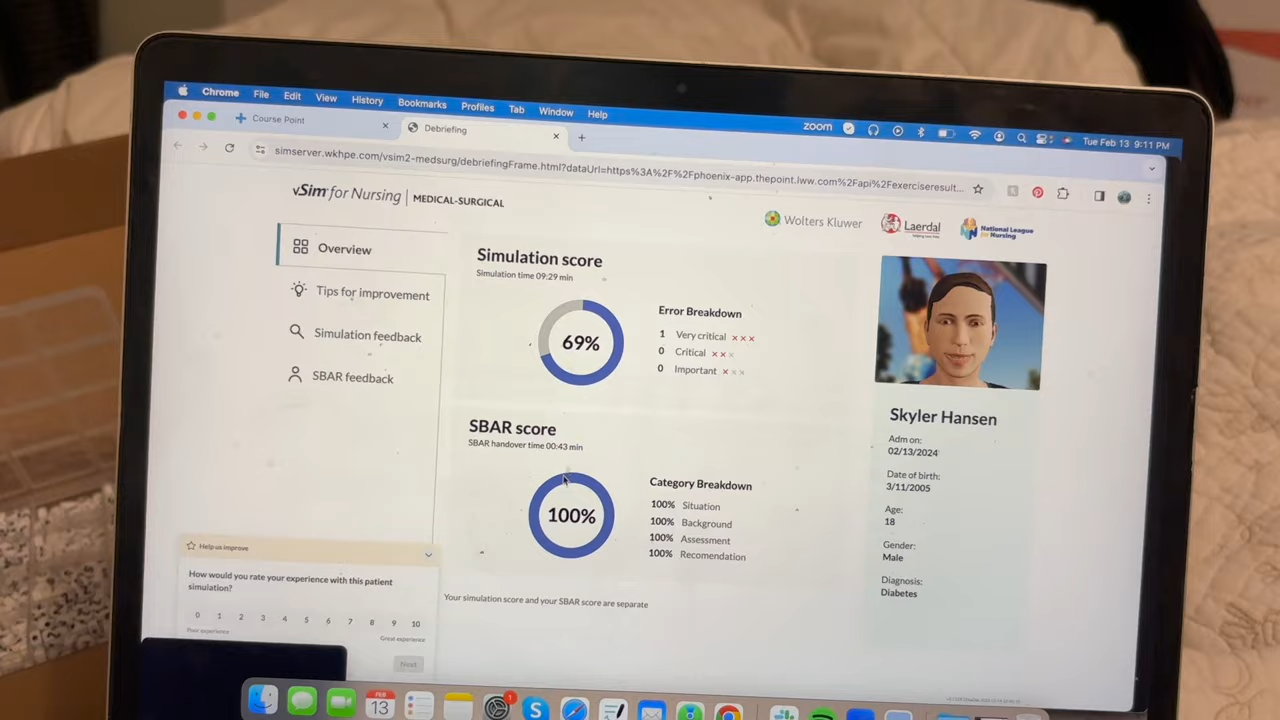 Chrome File Edit View History Bookmarks Profiles Tab Window Help
zoom Tue Feb 13 9:11 PM
Course Point
Debriefing
simserver.wkhpe.com/vsim2-medsurg/debriefingFrame.html?dataUrl=https%3A%2F%2Fphoenix-app.thepoint.lww.com%2Fapi%2Fexerciseresult...
vSim for Nursing | MEDICAL-SURGICAL
Wolters Kluwer
Laerdal
National League for Nursing
Overview
Tips for improvement
Simulation feedback
SBAR feedback
Simulation score
Simulation time 09:29 min
69%
Error Breakdown
1 Very critical
0 Critical
0 Important
SBAR score
SBAR handover time 00:43 min
100%
Category Breakdown
100% Situation
100% Background
100% Assessment
100% Recomendation
Your simulation score and your SBAR score are separate
Skyler Hansen
Adm on:
02/13/2024
Date of birth:
3/11/2005
Age:
18
Gender:
Male
Diagnosis:
Diabetes
Help us improve
How would you rate your experience with this patient
simulation?
0 1 2 3 4 5 6 7 8 9 10
Poor experience
Great experience
Next
FEB
13
1